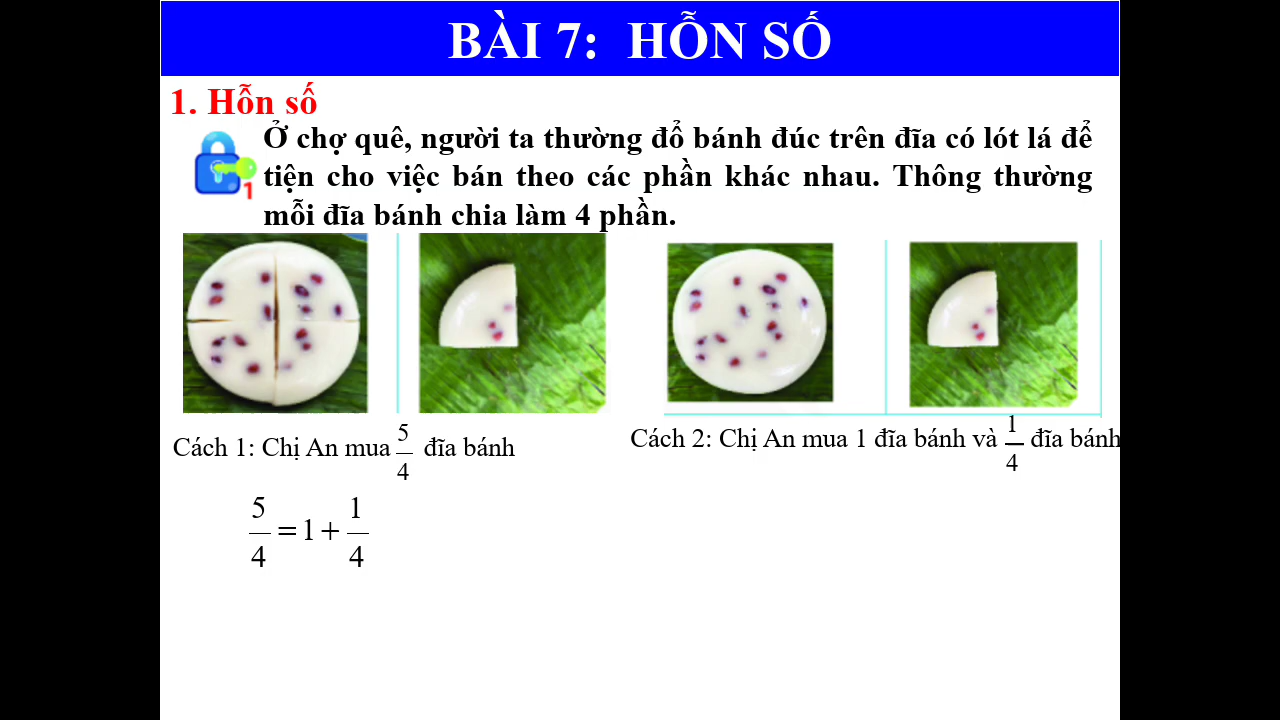 BÀI 7: HỖN SỐ
1. Hỗn số
Ở chợ quê, người ta thường đổ bánh đúc trên đĩa có lót lá để
tiện cho việc bán theo các phần khác nhau. Thông thường
mỗi đĩa bánh chia làm 4 phần.
1
Cách 1: Chị An mua 5/4 đĩa bánh
Cách 2: Chị An mua 1 đĩa bánh và 1/4 đĩa bánh
5/4 = 1 + 1/4